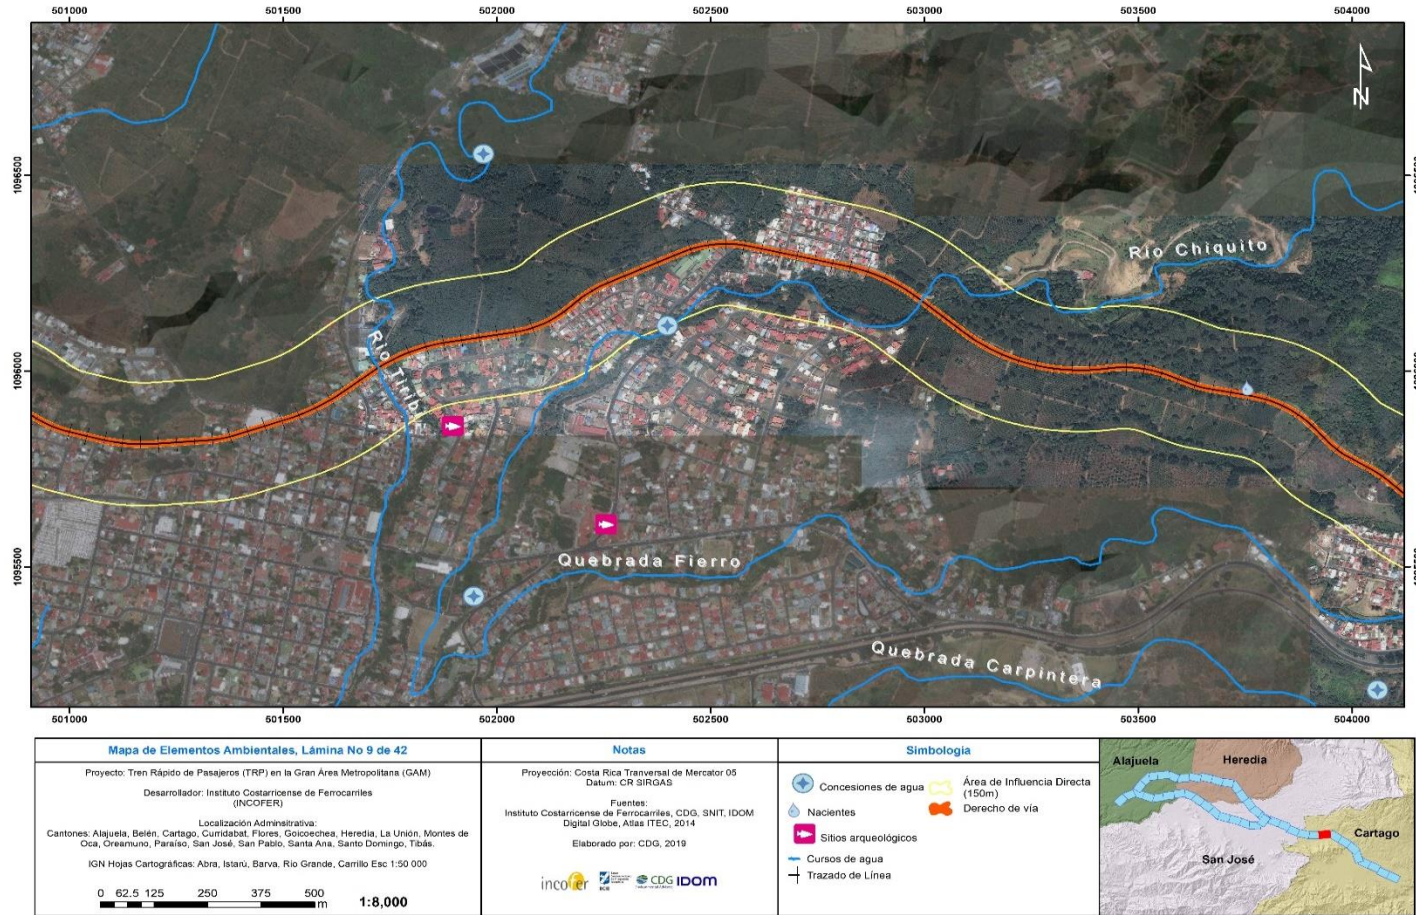 501000 501500 502000 502500 503000 503500 504000
1096500
1096000
1095500
N
Río Chiquito
Río Tiribí
Quebrada Fierro
Quebrada Carpintera
501000 501500 502000 502500 503000 503500 504000
Mapa de Elementos Ambientales, Lámina No 9 de 42
Proyecto: Tren Rápido de Pasajeros (TRP) en la Gran Área Metropolitana (GAM)
Desarrollador: Instituto Costarricense de Ferrocarriles
(INCOFER)
Localización Adminsitrativa:
Cantones: Alajuela, Belén, Cartago, Curridabat, Flores, Goicoechea, Heredia, La Unión, Montes de
Oca, Oreamuno, Paraíso, San José, San Pablo, Santa Ana, Santo Domingo, Tibás.
IGN Hojas Cartográficas: Abra, Istarú, Barva, Río Grande, Carrillo Esc 1:50 000
0 62.5 125 250 375 500
m
1:8,000
Notas
Proyección: Costa Rica Tranversal de Mercator 05
Datum: CR SIRGAS
Fuentes:
Instituto Costarricense de Ferrocarriles, CDG, SNIT, IDOM
Digital Globe, Atlas ITEC, 2014
Elaborado por: CDG, 2019
incofer CDG IDOM
Simbología
Concesiones de agua
Nacientes
Sitios arqueológicos
Cursos de agua
Trazado de Línea
Área de Influencia Directa
(150m)
Derecho de vía
Alajuela
Heredia
Cartago
San José